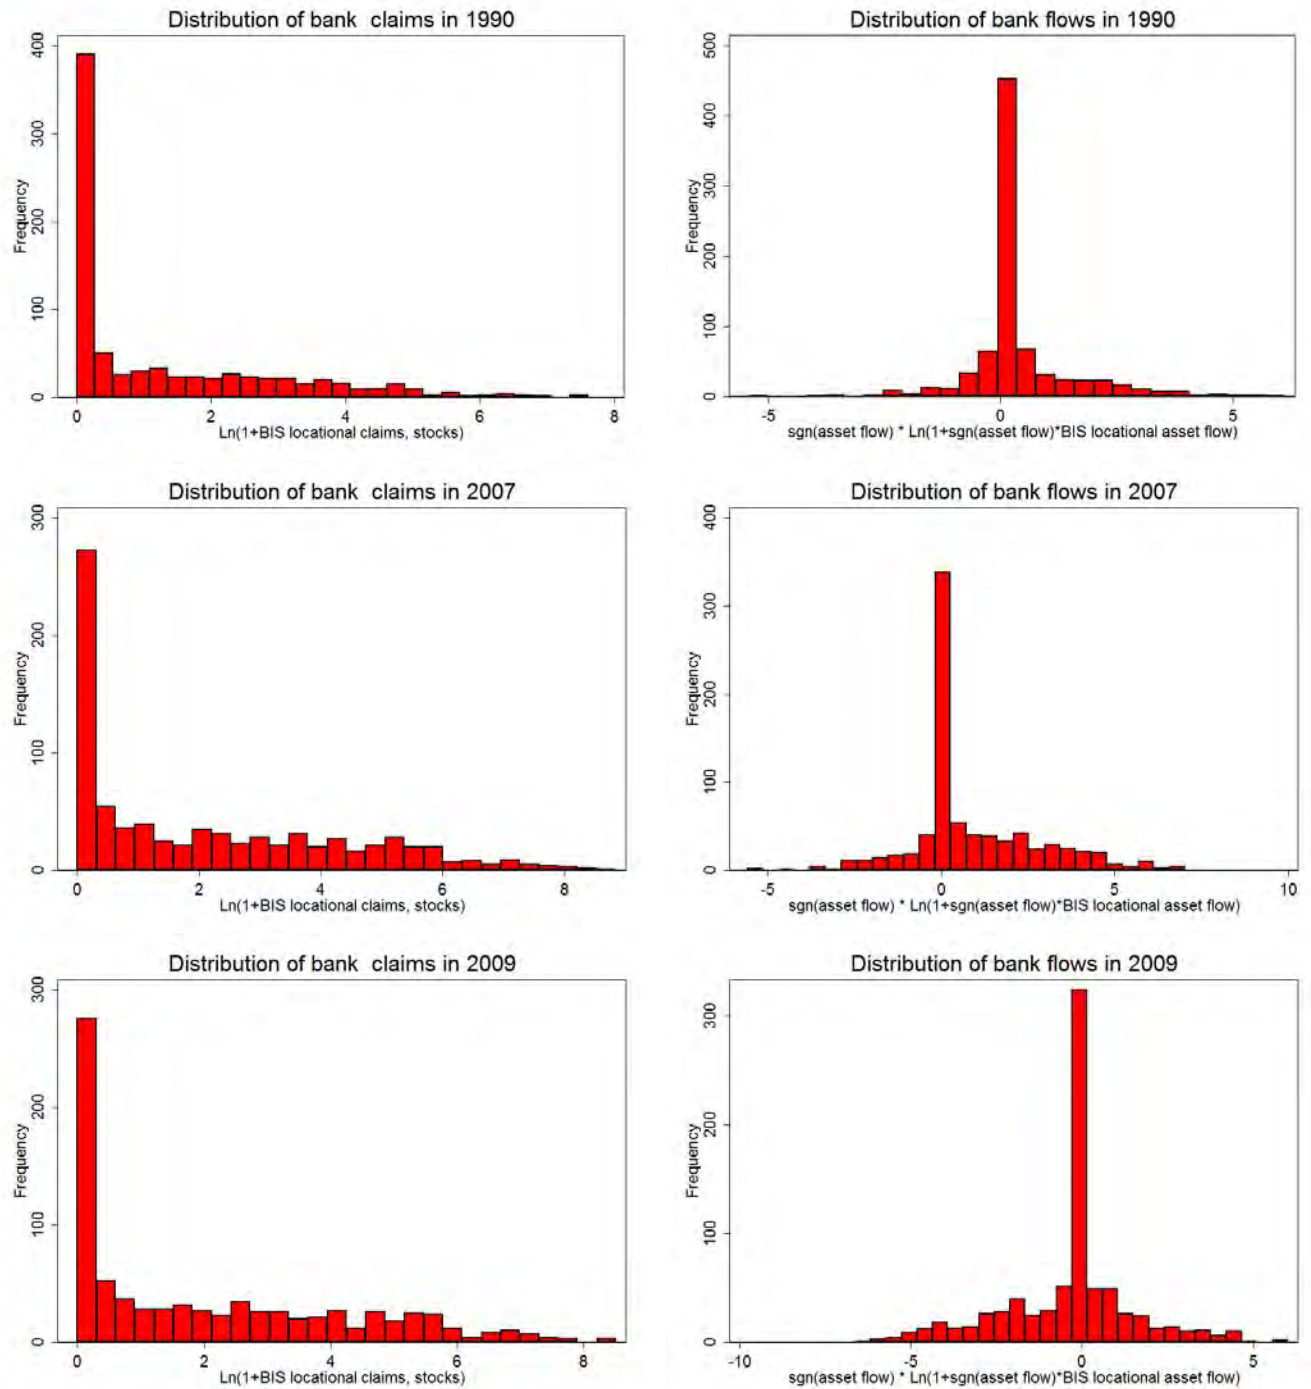 Distribution of bank claims in 1990
Frequency
400
300
200
100
0
0 2 4 6 8
Ln(1+BIS locational claims, stocks)
Distribution of bank flows in 1990
Frequency
500
400
300
200
100
0
-5 0 5
sgn(asset flow) * Ln(1+sgn(asset flow)*BIS locational asset flow)
Distribution of bank claims in 2007
Frequency
300
200
100
0
0 2 4 6 8
Ln(1+BIS locational claims, stocks)
Distribution of bank flows in 2007
Frequency
400
300
200
100
0
-5 0 5 10
sgn(asset flow) * Ln(1+sgn(asset flow)*BIS locational asset flow)
Distribution of bank claims in 2009
Frequency
300
200
100
0
0 2 4 6 8
Ln(1+BIS locational claims, stocks)
Distribution of bank flows in 2009
Frequency
300
200
100
0
-10 -5 0 5
sgn(asset flow) * Ln(1+sgn(asset flow)*BIS locational asset flow)